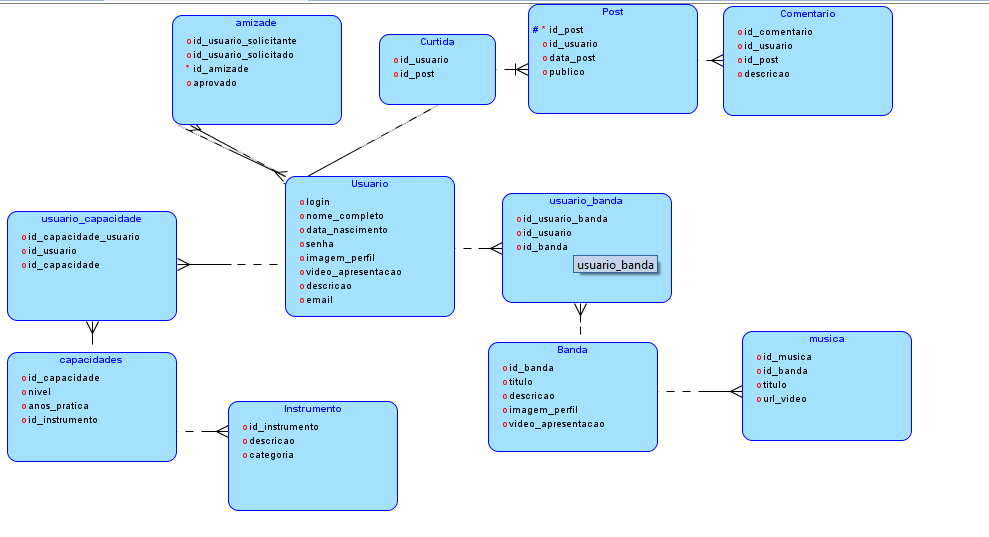 amizade
o id_usuario_solicitante
o id_usuario_solicitado
* id_amizade
o aprovado
Curtida
o id_usuario
o id_post
Post
# * id_post
o id_usuario
o data_post
o publico
Comentario
o id_comentario
o id_usuario
o id_post
o descricao
Usuario
o login
o nome_completo
o data_nascimento
o senha
o imagem_perfil
o video_apresentacao
o descricao
o email
usuario_banda
o id_usuario_banda
o id_usuario
o id_banda
usuario_banda
usuario_capacidade
o id_capacidade_usuario
o id_usuario
o id_capacidade
capacidades
o id_capacidade
o nivel
o anos_pratica
o id_instrumento
Instrumento
o id_instrumento
o descricao
o categoria
Banda
o id_banda
o titulo
o descricao
o imagem_perfil
o video_apresentacao
musica
o id_musica
o id_banda
o titulo
o url_video